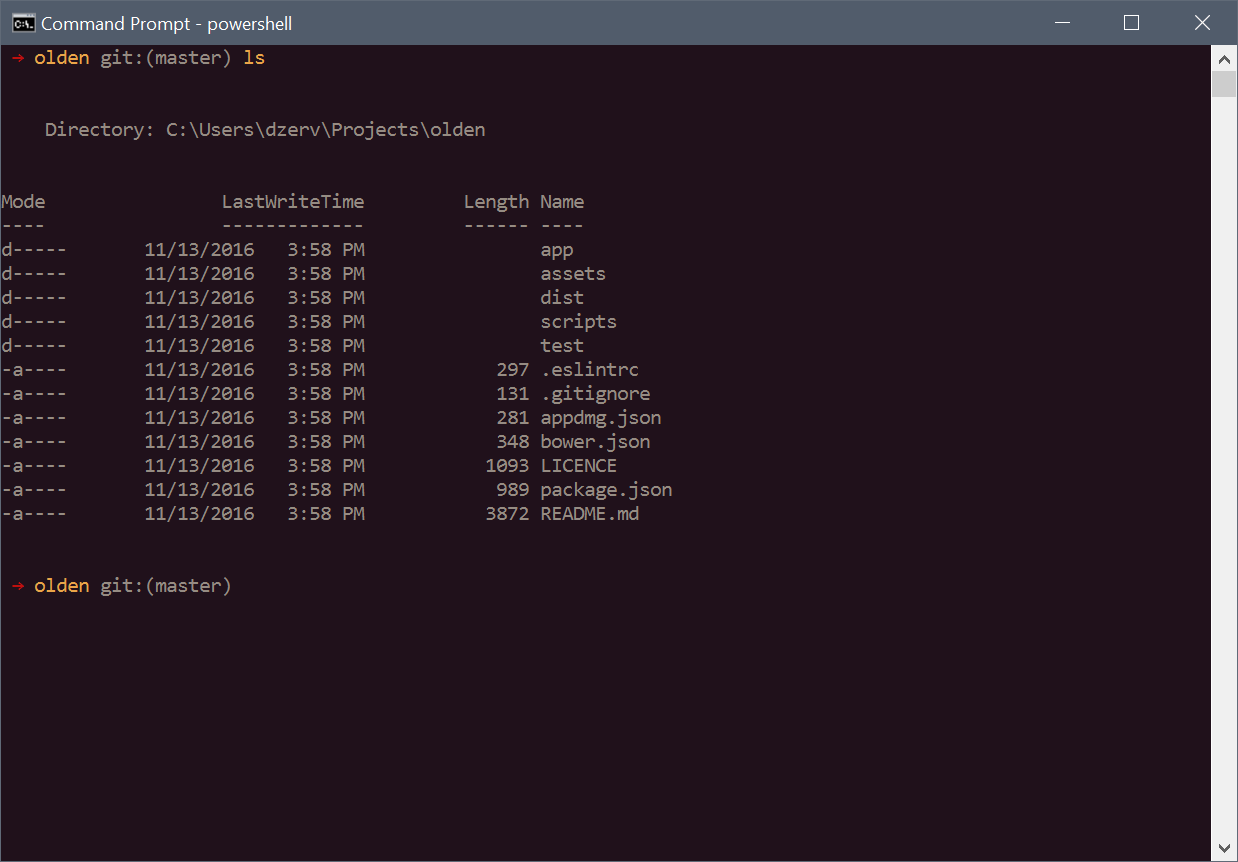 Command Prompt - powershell
→ olden git:(master) ls
Directory: C:\Users\dzerv\Projects\olden
Mode                LastWriteTime         Length Name
----                -------------         ------ ----
d-----       11/13/2016   3:58 PM                app
d-----       11/13/2016   3:58 PM                assets
d-----       11/13/2016   3:58 PM                dist
d-----       11/13/2016   3:58 PM                scripts
d-----       11/13/2016   3:58 PM                test
-a----       11/13/2016   3:58 PM            297 .eslintrc
-a----       11/13/2016   3:58 PM            131 .gitignore
-a----       11/13/2016   3:58 PM            281 appdmg.json
-a----       11/13/2016   3:58 PM            348 bower.json
-a----       11/13/2016   3:58 PM           1093 LICENCE
-a----       11/13/2016   3:58 PM            989 package.json
-a----       11/13/2016   3:58 PM           3872 README.md
→ olden git:(master)